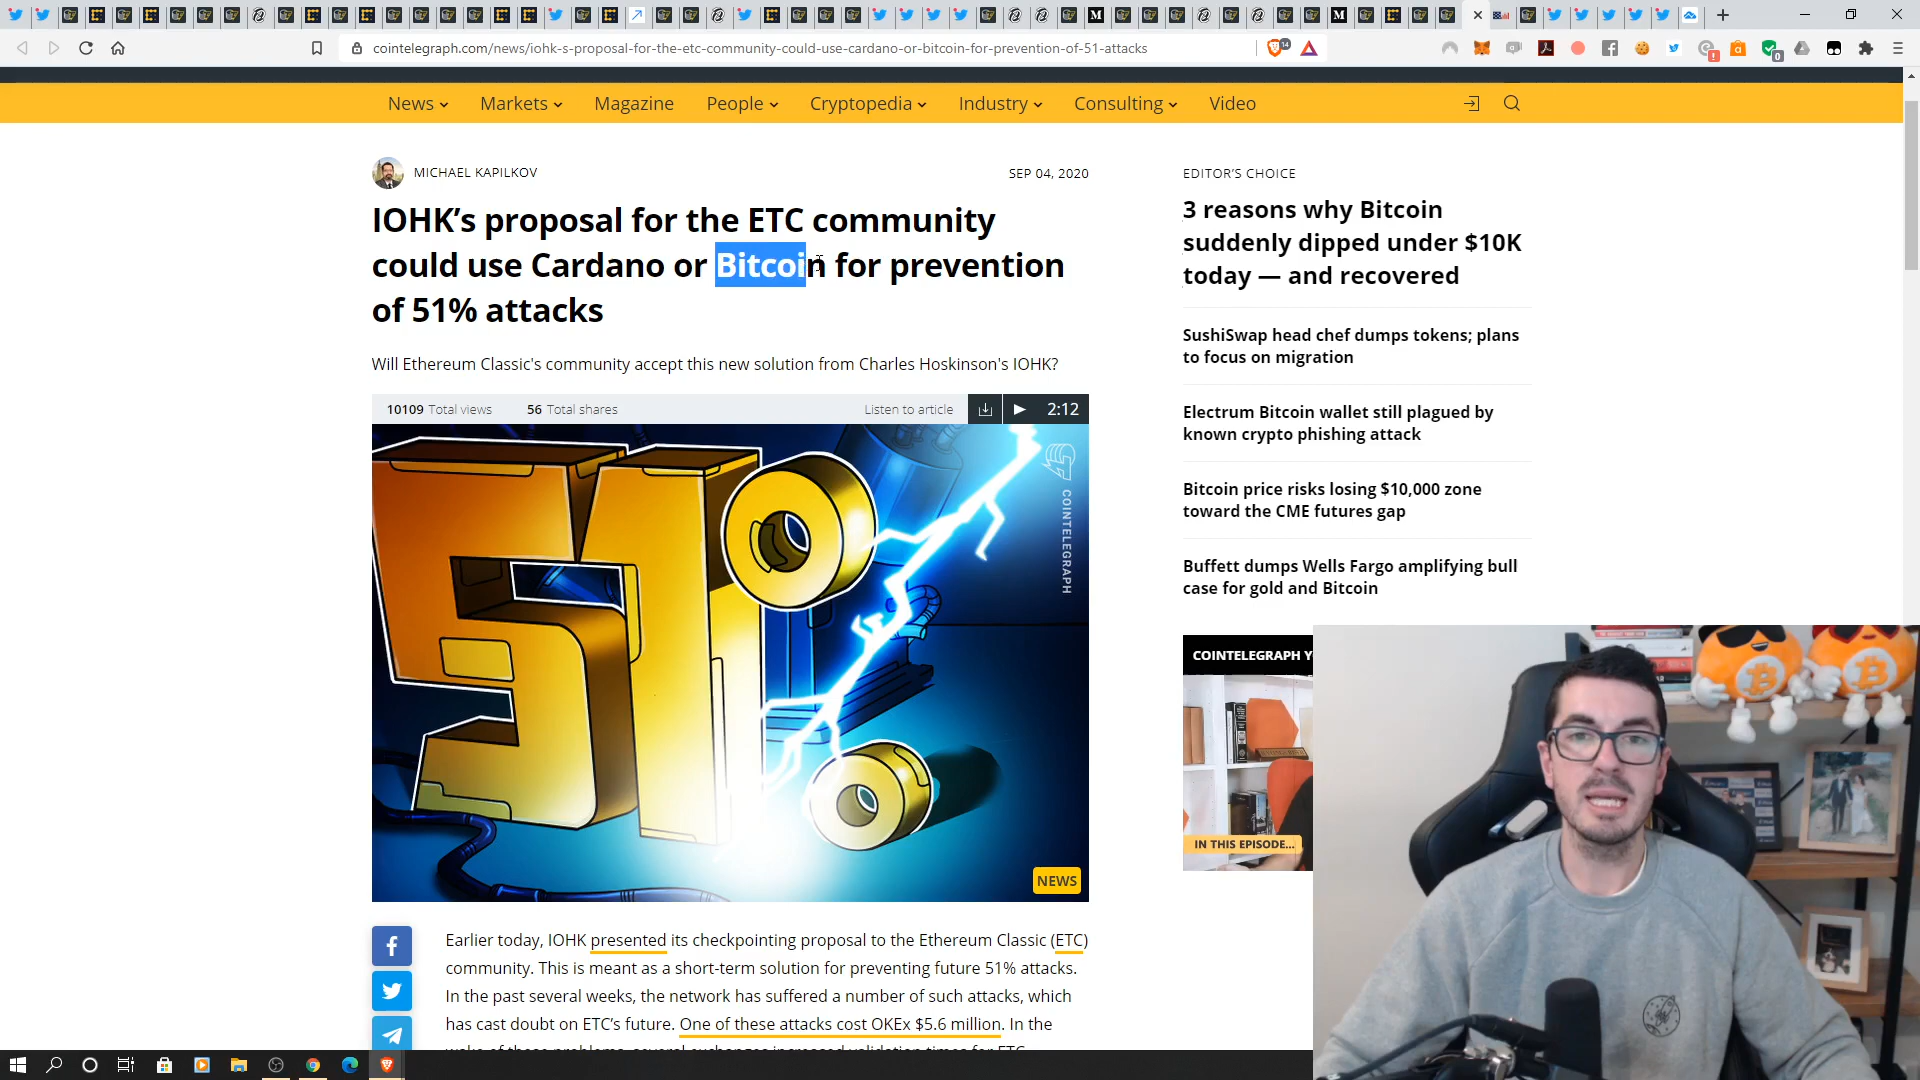 cointelegraph.com/news/iohk-s-proposal-for-the-etc-community-could-use-cardano-or-bitcoin-for-prevention-of-51-attacks
News
Markets
Magazine
People
Cryptopedia
Industry
Consulting
Video
MICHAEL KAPILKOV
SEP 04, 2020
IOHK’s proposal for the ETC community
could use Cardano or Bitcoin for prevention
of 51% attacks
Will Ethereum Classic's community accept this new solution from Charles Hoskinson's IOHK?
10109 Total views
56 Total shares
Listen to article
2:12
51%
COINTELEGRAPH
NEWS
Earlier today, IOHK presented its checkpointing proposal to the Ethereum Classic (ETC)
community. This is meant as a short-term solution for preventing future 51% attacks.
In the past several weeks, the network has suffered a number of such attacks, which
has cast doubt on ETC’s future. One of these attacks cost OKEx $5.6 million. In the
EDITOR’S CHOICE
3 reasons why Bitcoin
suddenly dipped under $10K
today — and recovered
SushiSwap head chef dumps tokens; plans
to focus on migration
Electrum Bitcoin wallet still plagued by
known crypto phishing attack
Bitcoin price risks losing $10,000 zone
toward the CME futures gap
Buffett dumps Wells Fargo amplifying bull
case for gold and Bitcoin
COINTELEGRAPH Y
IN THIS EPISODE...